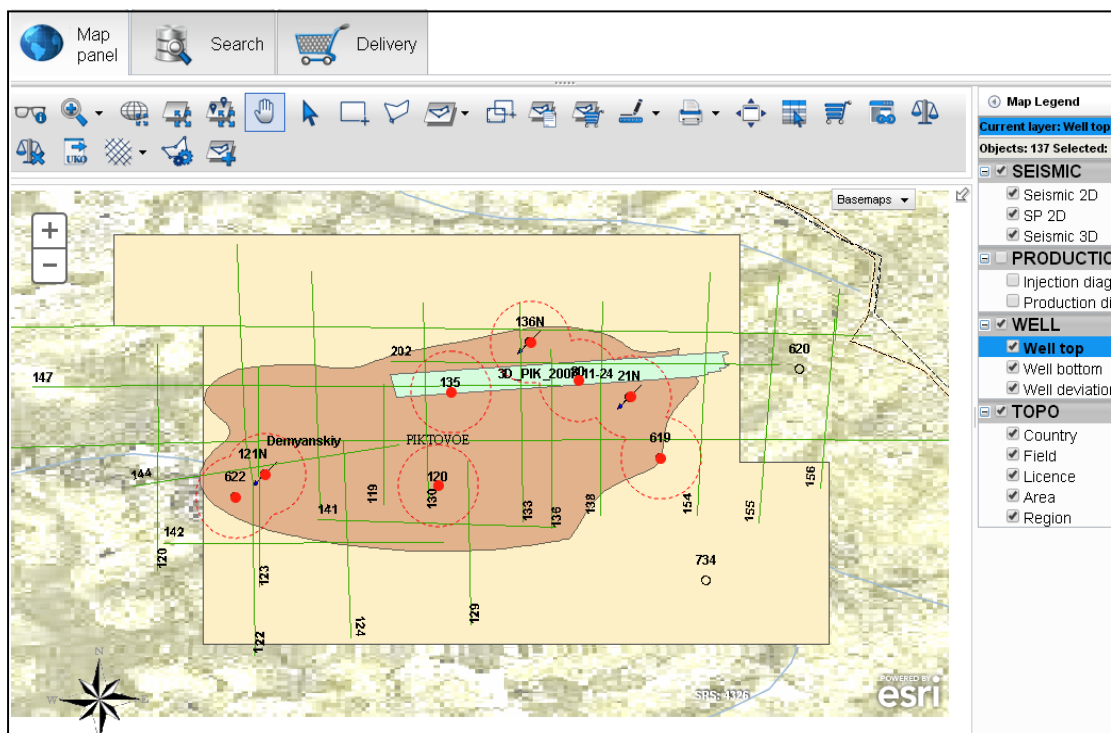 Map panel
Search
Delivery
UKO
Map Legend
Current layer: Well top
Objects: 137 Selected:
SEISMIC
Seismic 2D
SP 2D
Seismic 3D
PRODUCTIO
Injection diag
Production di
WELL
Well top
Well bottom
Well deviation
TOPO
Country
Field
Licence
Area
Region
Basemaps
+
−
136N
202
620
147
3D_PIK_2008-11-24
80
21N
135
Demyanskiy
PIKTOVOE
619
121N
622
144
120
119
130
133
136
138
154
155
156
141
142
120
123
122
124
129
734
N
W
E
SRS: 4326
POWERED BY
esri